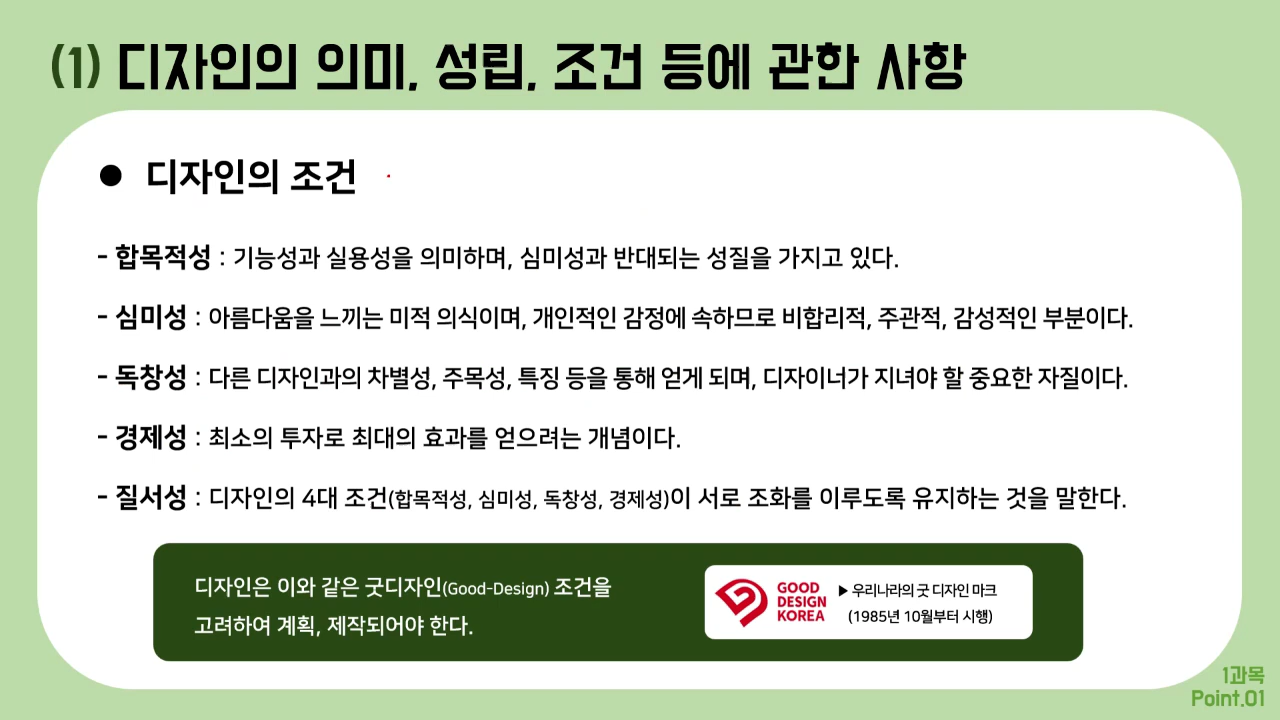 (1) 디자인의 의미, 성립, 조건 등에 관한 사항
● 디자인의 조건
- 합목적성 : 기능성과 실용성을 의미하며, 심미성과 반대되는 성질을 가지고 있다.
- 심미성 : 아름다움을 느끼는 미적 의식이며, 개인적인 감정에 속하므로 비합리적, 주관적, 감성적인 부분이다.
- 독창성 : 다른 디자인과의 차별성, 주목성, 특징 등을 통해 얻게 되며, 디자이너가 지녀야 할 중요한 자질이다.
- 경제성 : 최소의 투자로 최대의 효과를 얻으려는 개념이다.
- 질서성 : 디자인의 4대 조건(합목적성, 심미성, 독창성, 경제성)이 서로 조화를 이루도록 유지하는 것을 말한다.
디자인은 이와 같은 굿디자인(Good-Design) 조건을
고려하여 계획, 제작되어야 한다.
GOOD
DESIGN
KOREA
▶ 우리나라의 굿 디자인 마크
(1985년 10월부터 시행)
1과목
Point.01